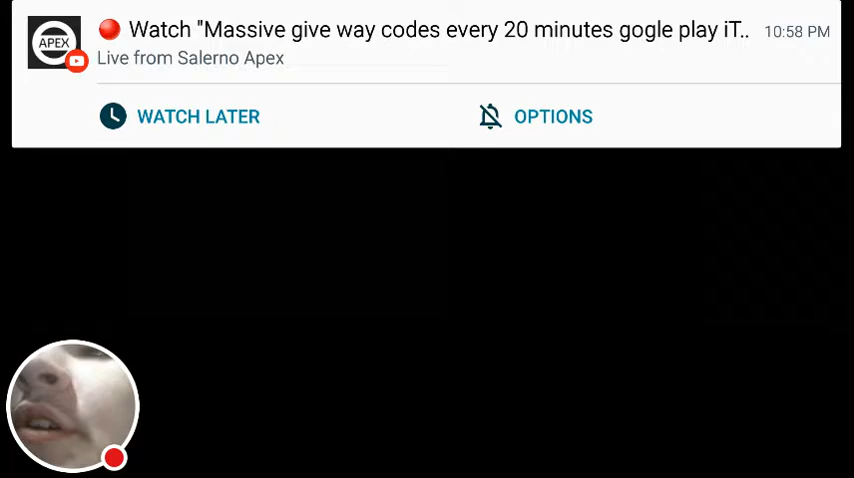 APEX
🔴 Watch "Massive give way codes every 20 minutes gogle play iT..
10:58 PM
Live from Salerno Apex
WATCH LATER
OPTIONS